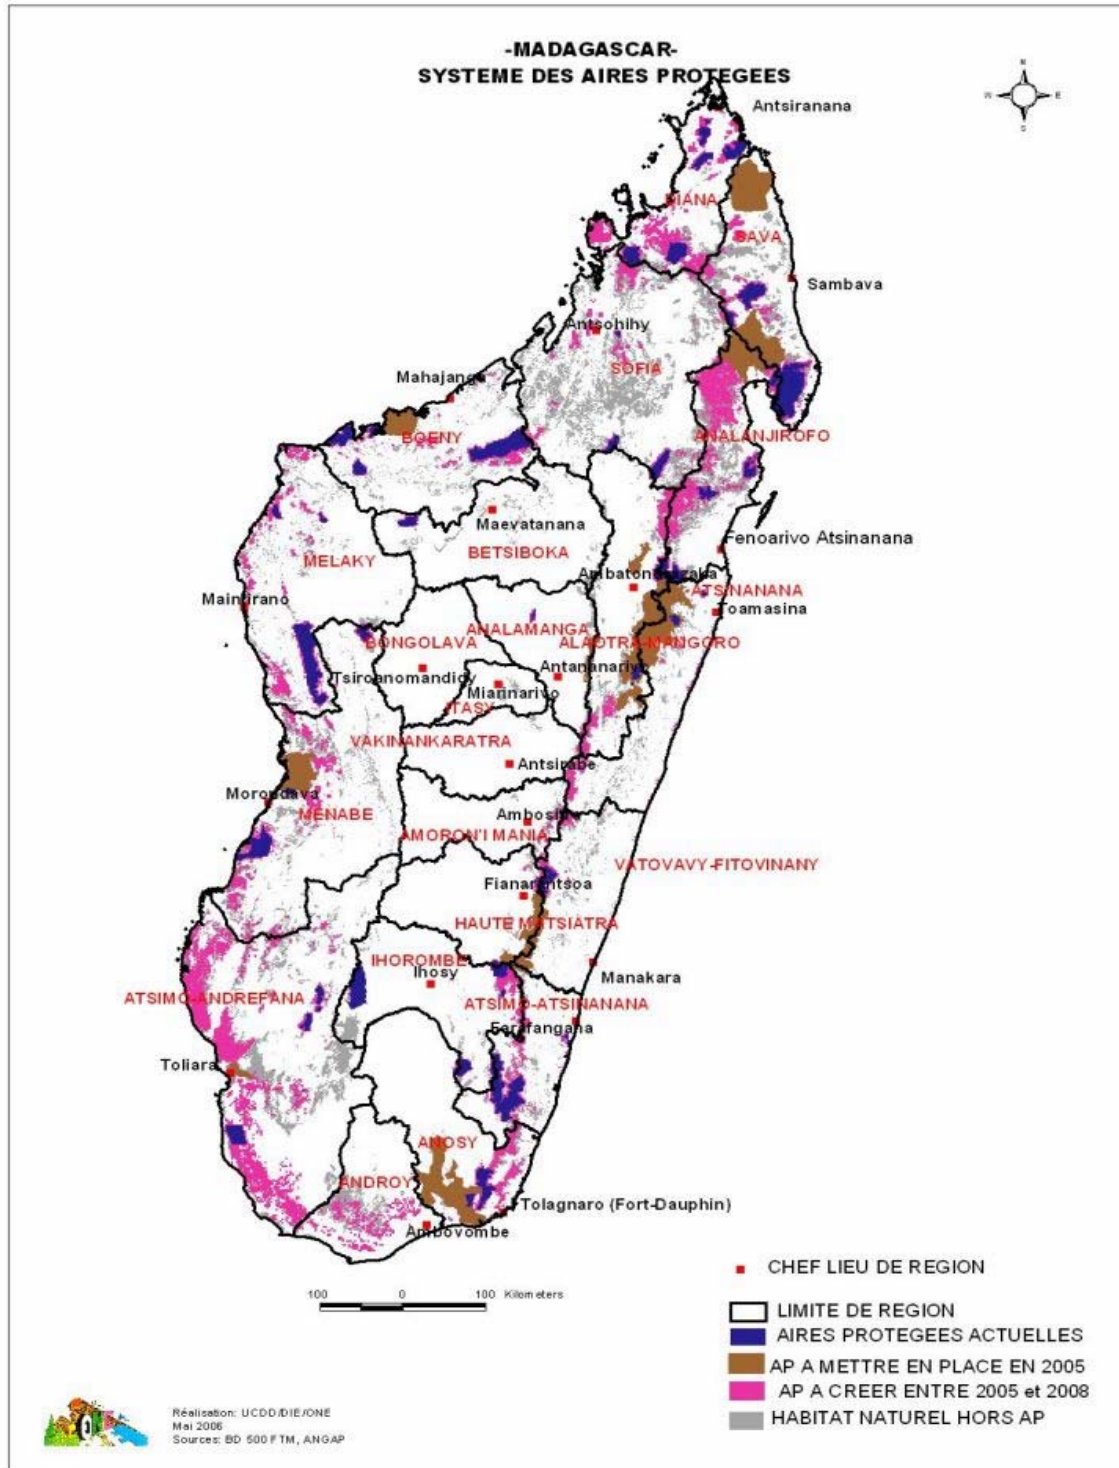 -MADAGASCAR-
SYSTEME DES AIRES PROTEGEES
N
W E
S
Antsiranana
DIANA
SAVA
Sambava
Antsohihy
SOFIA
Mahajanga
BOENY
ANALANJIROFO
Maevatanana
BETSIBOKA
Fenoarivo Atsinanana
MELAKY
Ambatondrazaka
ATSINANANA
Maintirano
Toamasina
ANALAMANGA
BONGOLAVA
ALAOTRA-MANGORO
Tsiroanomandidy
Antananarivo
Miarinarivo
ITASY
VAKINANKARATRA
Antsirabe
Morondava
MENABE
Ambositra
AMORON'I MANIA
VATOVAVY-FITOVINANY
Fianarantsoa
HAUTE MATSIATRA
IHOROMBE
Ihosy
Manakara
ATSIMO-ANDREFANA
ATSIMO-ATSINANANA
Farafangana
Toliara
ANOSY
ANDROY
Tolagnaro (Fort-Dauphin)
Ambovombe
100 0 100 Kilometers
CHEF LIEU DE REGION
LIMITE DE REGION
AIRES PROTEGEES ACTUELLES
AP A METTRE EN PLACE EN 2005
AP A CREER ENTRE 2005 et 2008
HABITAT NATUREL HORS AP
Réalisation: UCDD/DIE/ONE
Mai 2006
Sources: BD 500 FTM, ANGAP